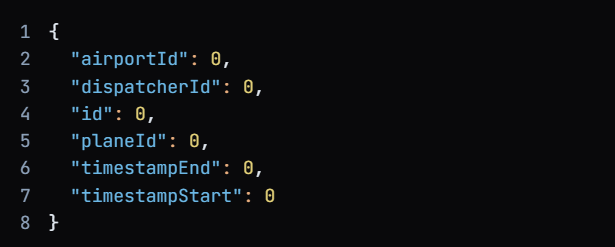 1 {
2   "airportId": 0,
3   "dispatcherId": 0,
4   "id": 0,
5   "planeId": 0,
6   "timestampEnd": 0,
7   "timestampStart": 0
8 }